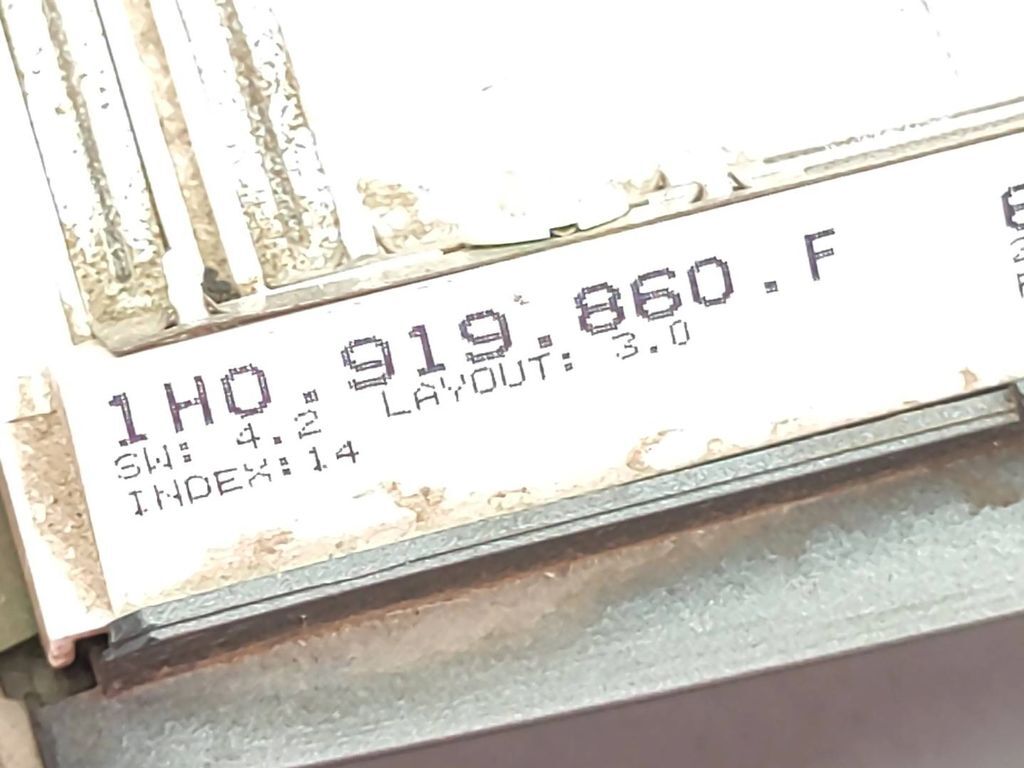 1H0.919.860.F
SW: 4.2 LAYOUT: 3.0
INDEX:14